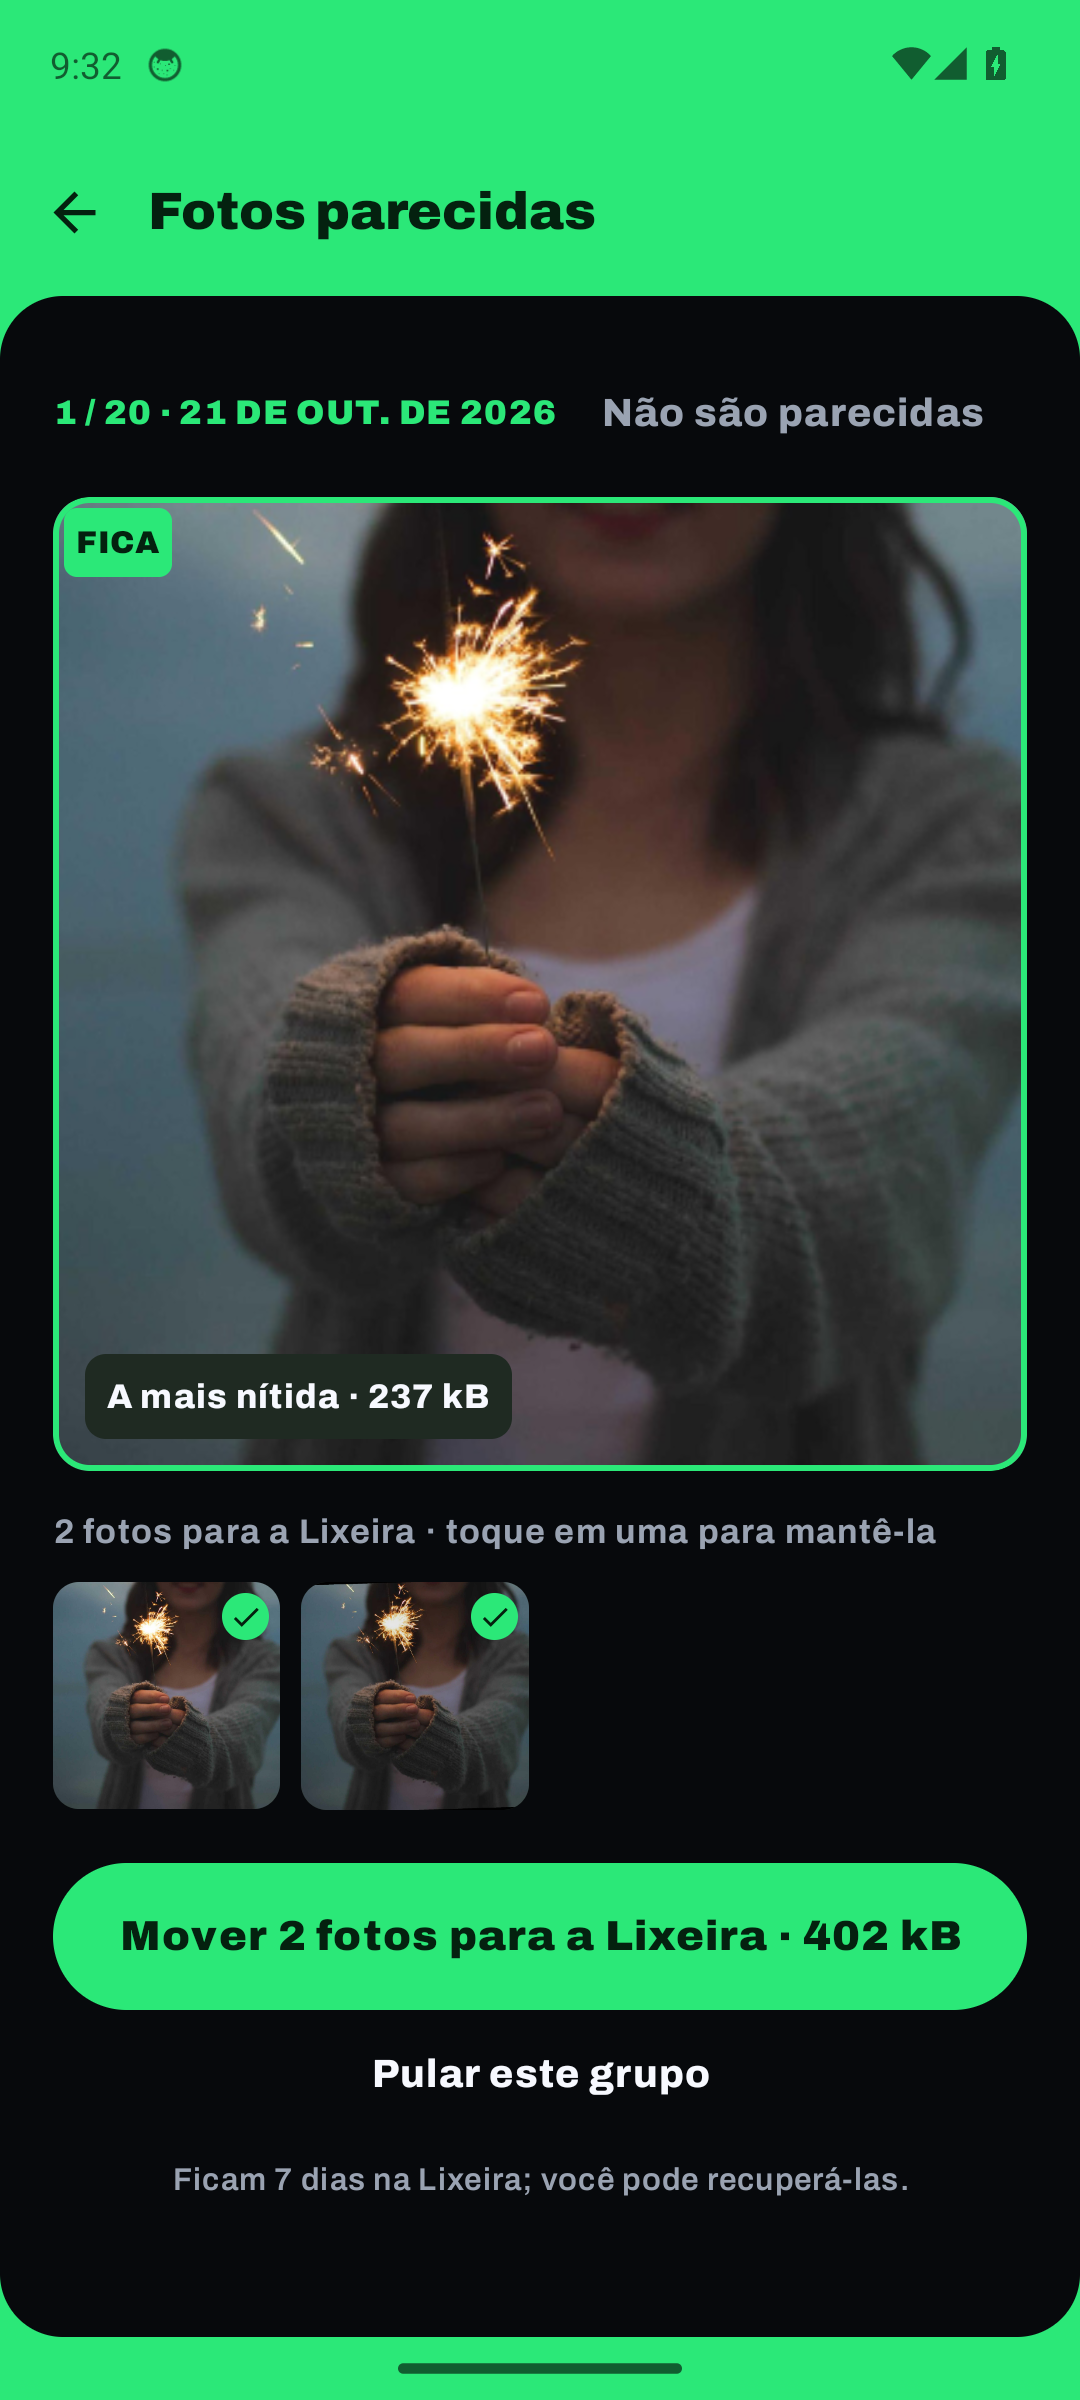 9:32
Fotos parecidas
1 / 20 · 21 DE OUT. DE 2026
Não são parecidas
FICA
A mais nítida · 237 kB
2 fotos para a Lixeira · toque em uma para mantê-la
Mover 2 fotos para a Lixeira · 402 kB
Pular este grupo
Ficam 7 dias na Lixeira; você pode recuperá-las.